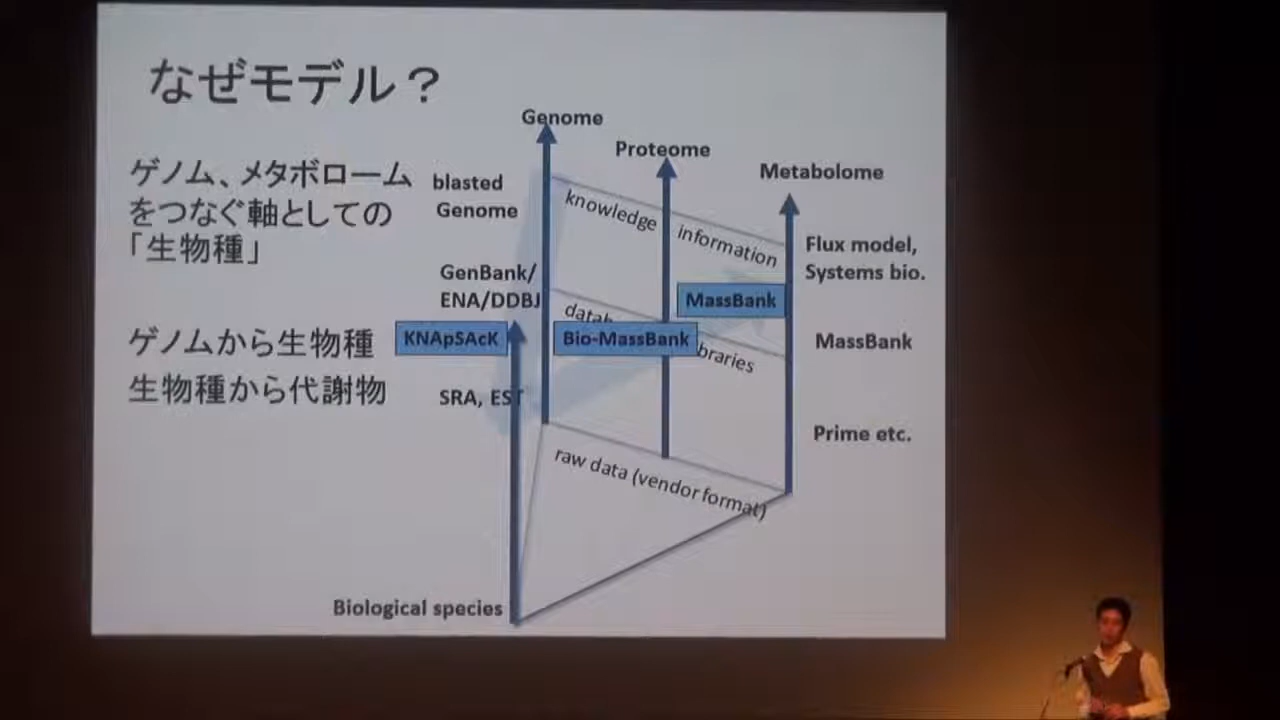 なぜモデル？
ゲノム、メタボローム
をつなぐ軸としての
「生物種」
ゲノムから生物種
生物種から代謝物
Genome
Proteome
Metabolome
blasted
Genome
knowledge
information
Flux model,
Systems bio.
GenBank/
ENA/DDBJ
MassBank
KNApSAcK
Bio-MassBank
MassBank
SRA, EST
Prime etc.
raw data (vendor format)
Biological species